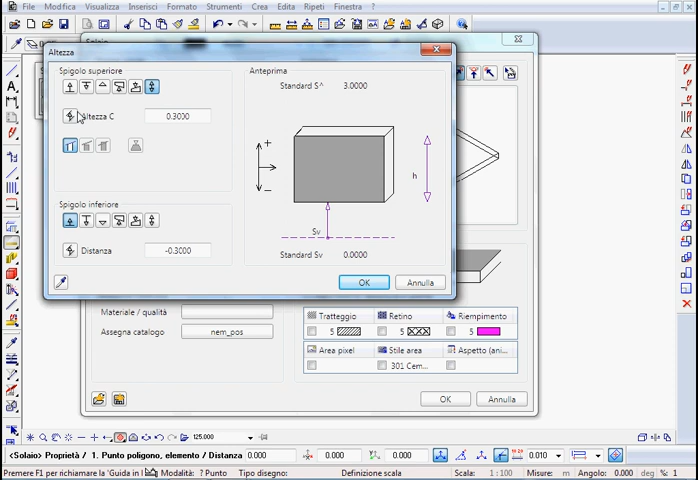 File Modifica Visualizza Inserisci Formato Strumenti Crea Edita Ripeti Finestra ?
Solaio
Altezza
Spigolo superiore
Altezza C 0.3000
Spigolo inferiore
Distanza -0.3000
Anteprima
Standard S^ 3.0000
h
Sv
Standard Sv 0.0000
OK Annulla
Materiale / qualità
Assegna catalogo nem_pos
Tratteggio Retino Riempimento
5 5 5
Area pixel Stile area Aspetto (ani...
301 Cem...
OK Annulla
125.000
<Solaio> Proprietà / 1. Punto poligono, elemento / Distanza 0.000 0.000 0.000 0.010 90
Premere F1 per richiamare la 'Guida in l Modalità: ? Punto Tipo disegno: Definizione scala Scala: 1 : 100 Misure: m Angolo: 0.000 deg %: 1